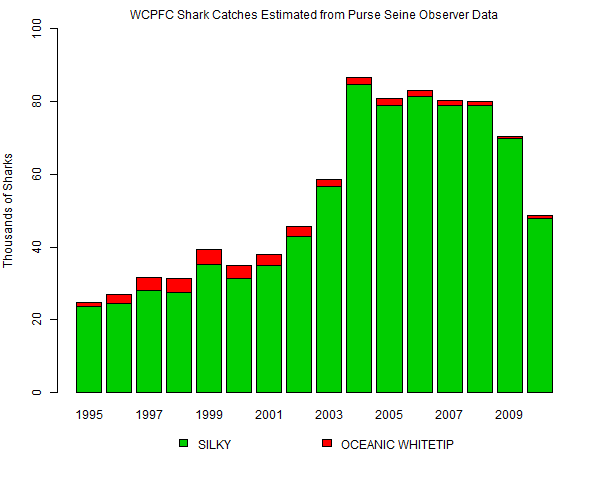 WCPFC Shark Catches Estimated from Purse Seine Observer Data
Thousands of Sharks
100
80
60
40
20
0
1995 1997 1999 2001 2003 2005 2007 2009
SILKY OCEANIC WHITETIP